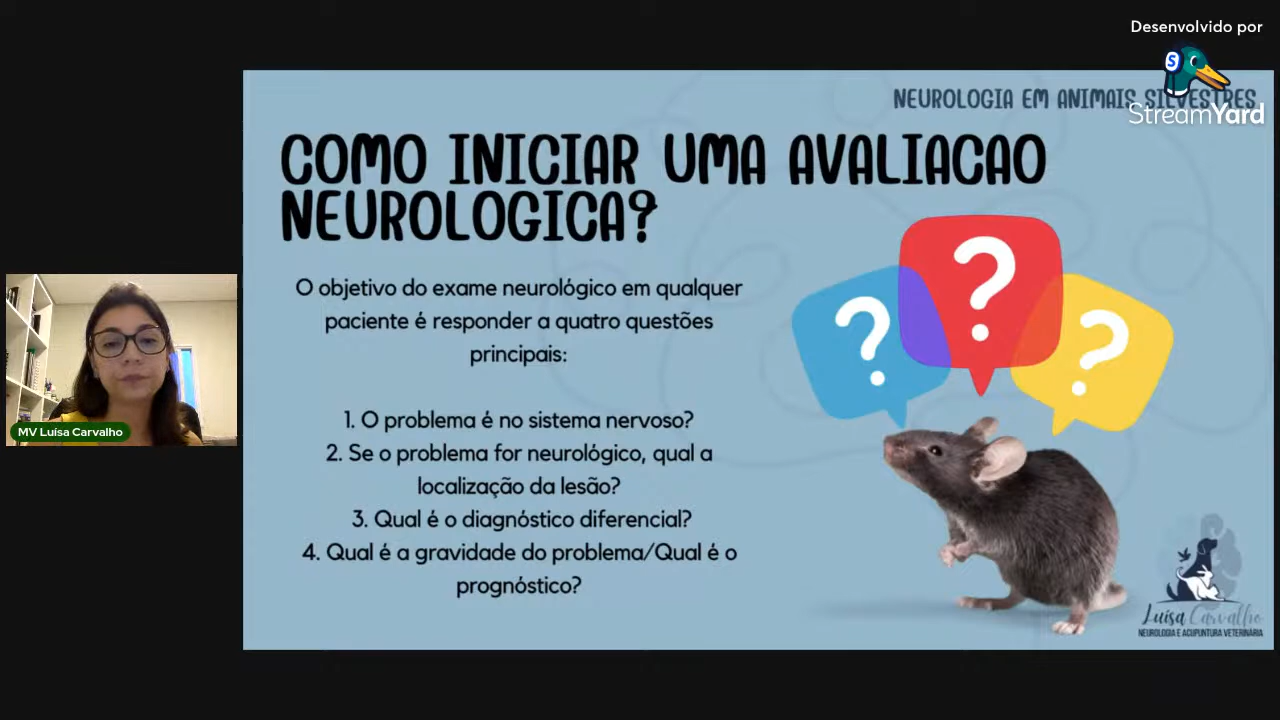 Desenvolvido por
S
StreamYard
NEUROLOGIA EM ANIMAIS SILVESTRES
COMO INICIAR UMA AVALIACAO
NEUROLOGICA?
O objetivo do exame neurológico em qualquer
paciente é responder a quatro questões
principais:
1. O problema é no sistema nervoso?
2. Se o problema for neurológico, qual a
localização da lesão?
3. Qual é o diagnóstico diferencial?
4. Qual é a gravidade do problema/Qual é o
prognóstico?
? ? ?
MV Luísa Carvalho
Luísa Carvalho
NEUROLOGIA E ACUPUNTURA VETERINÁRIA